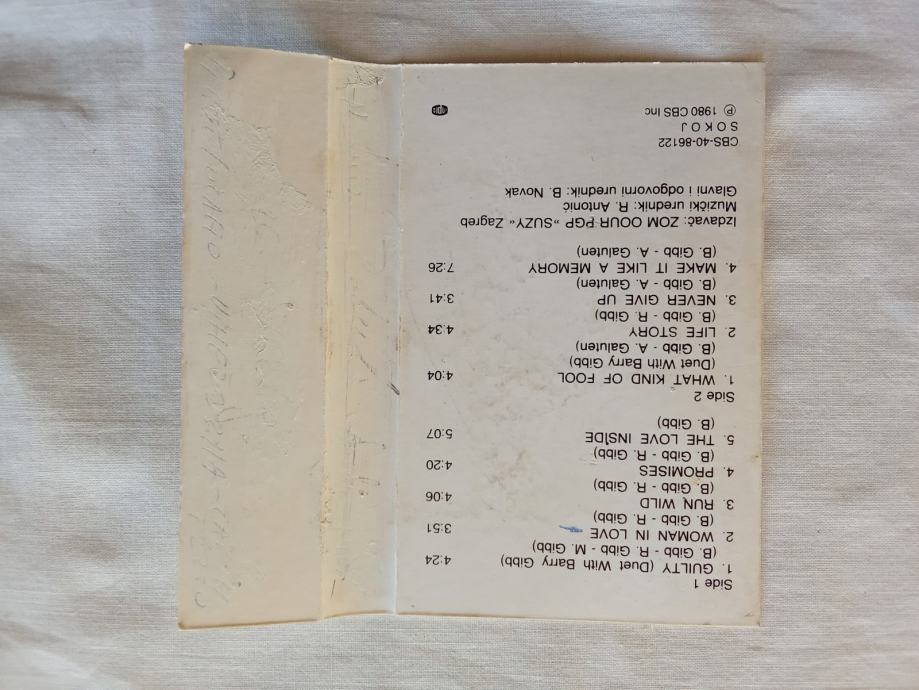 Side 1
1. GUILTY (Duet With Barry Gibb) 4:24
(B. Gibb - R. Gibb - M. Gibb)
2. WOMAN IN LOVE 3:51
(B. Gibb - R. Gibb)
3. RUN WILD 4:06
(B. Gibb - R. Gibb)
4. PROMISES 4:20
(B. Gibb - R. Gibb)
5. THE LOVE INSIDE 5:07
(B. Gibb)
Side 2
1. WHAT KIND OF FOOL 4:04
(Duet With Barry Gibb)
(B. Gibb - A. Galuten)
2. LIFE STORY 4:34
(B. Gibb - R. Gibb)
3. NEVER GIVE UP 3:41
(B. Gibb - A. Galuten)
4. MAKE IT LIKE A MEMORY 7:26
(B. Gibb - A. Galuten)
Izdavač: ZOM OOUR PGP »SUZY« Zagreb
Muzički urednik: R. Antonić
Glavni i odgovorni urednik: B. Novak
CBS-40-86122
SOKOJ
℗ 1980 CBS Inc